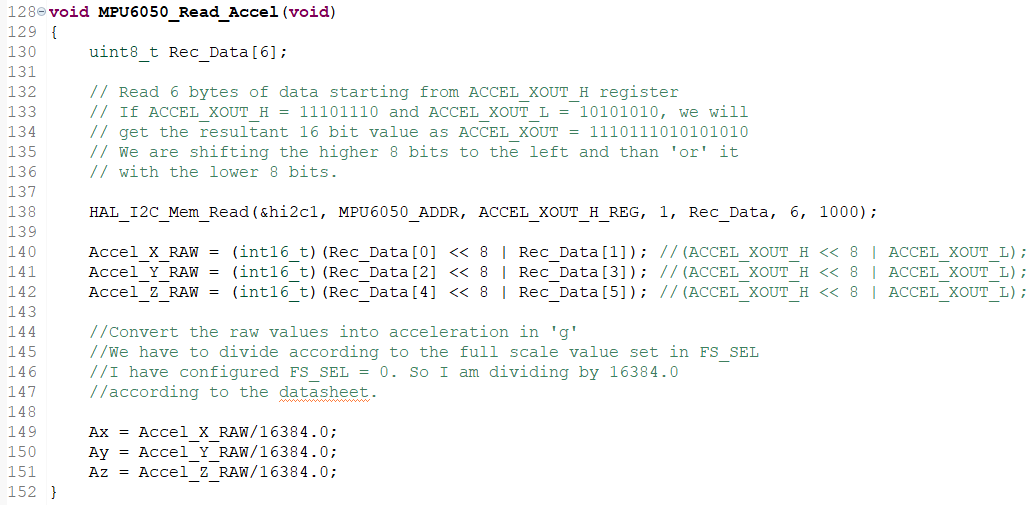 128 void MPU6050_Read_Accel(void)
129 {
130     uint8_t Rec_Data[6];
131
132     // Read 6 bytes of data starting from ACCEL_XOUT_H register
133     // If ACCEL_XOUT_H = 11101110 and ACCEL_XOUT_L = 10101010, we will
134     // get the resultant 16 bit value as ACCEL_XOUT = 1110111010101010
135     // We are shifting the higher 8 bits to the left and than 'or' it
136     // with the lower 8 bits.
137
138     HAL_I2C_Mem_Read(&hi2c1, MPU6050_ADDR, ACCEL_XOUT_H_REG, 1, Rec_Data, 6, 1000);
139
140     Accel_X_RAW = (int16_t)(Rec_Data[0] << 8 | Rec_Data[1]); //(ACCEL_XOUT_H << 8 | ACCEL_XOUT_L);
141     Accel_Y_RAW = (int16_t)(Rec_Data[2] << 8 | Rec_Data[3]); //(ACCEL_XOUT_H << 8 | ACCEL_XOUT_L);
142     Accel_Z_RAW = (int16_t)(Rec_Data[4] << 8 | Rec_Data[5]); //(ACCEL_XOUT_H << 8 | ACCEL_XOUT_L);
143
144     //Convert the raw values into acceleration in 'g'
145     //We have to divide according to the full scale value set in FS_SEL
146     //I have configured FS_SEL = 0. So I am dividing by 16384.0
147     //according to the datasheet.
148
149     Ax = Accel_X_RAW/16384.0;
150     Ay = Accel_Y_RAW/16384.0;
151     Az = Accel_Z_RAW/16384.0;
152 }